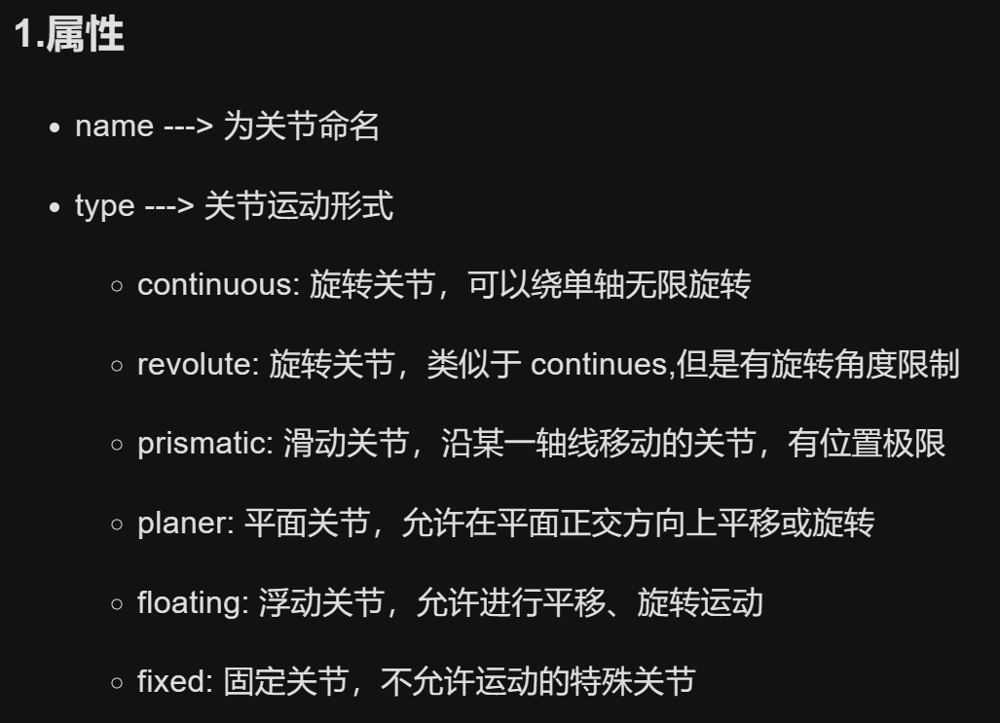 1.属性
• name ---> 为关节命名
• type ---> 关节运动形式
◦ continuous: 旋转关节，可以绕单轴无限旋转
◦ revolute: 旋转关节，类似于 continues,但是有旋转角度限制
◦ prismatic: 滑动关节，沿某一轴线移动的关节，有位置极限
◦ planer: 平面关节，允许在平面正交方向上平移或旋转
◦ floating: 浮动关节，允许进行平移、旋转运动
◦ fixed: 固定关节，不允许运动的特殊关节